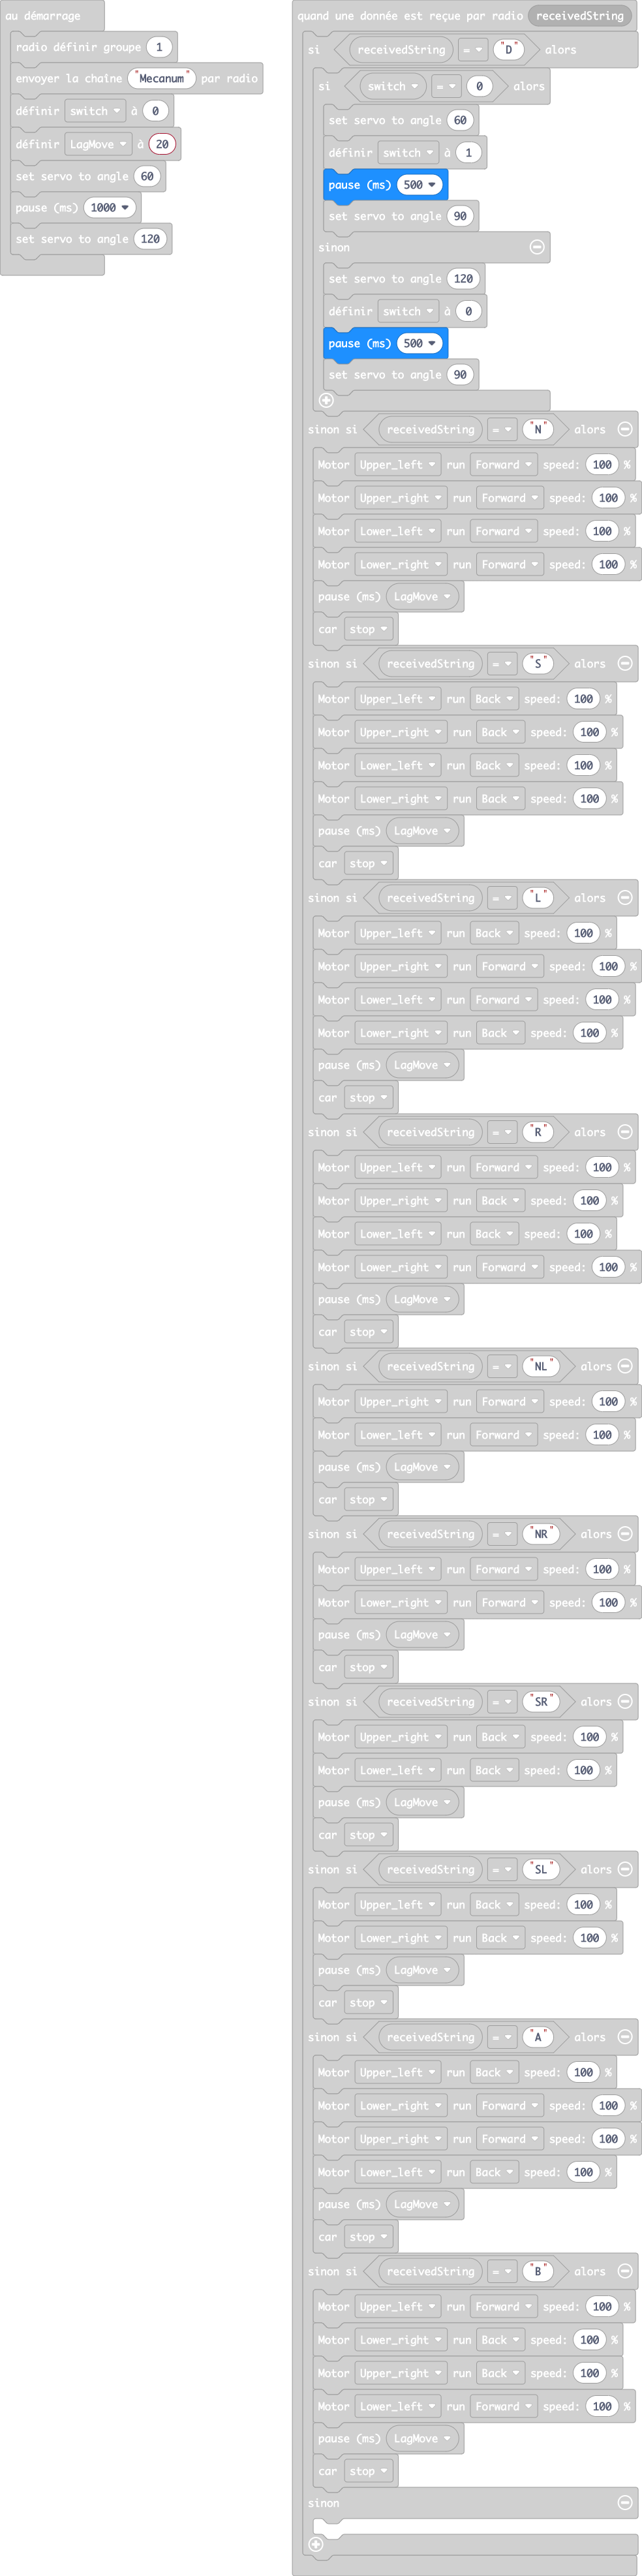 au démarrage
radio définir groupe 1
envoyer la chaîne "Mecanum" par radio
définir switch à 0
définir LagMove à 20
set servo to angle 60
pause (ms) 1000
set servo to angle 120
quand une donnée est reçue par radio receivedString
si receivedString = "D" alors
si switch = 0 alors
set servo to angle 60
définir switch à 1
pause (ms) 500
set servo to angle 90
sinon
set servo to angle 120
définir switch à 0
pause (ms) 500
set servo to angle 90
sinon si receivedString = "N" alors
Motor Upper_left run Forward speed: 100 %
Motor Upper_right run Forward speed: 100 %
Motor Lower_left run Forward speed: 100 %
Motor Lower_right run Forward speed: 100 %
pause (ms) LagMove
car stop
sinon si receivedString = "S" alors
Motor Upper_left run Back speed: 100 %
Motor Upper_right run Back speed: 100 %
Motor Lower_left run Back speed: 100 %
Motor Lower_right run Back speed: 100 %
pause (ms) LagMove
car stop
sinon si receivedString = "L" alors
Motor Upper_left run Back speed: 100 %
Motor Upper_right run Forward speed: 100 %
Motor Lower_left run Forward speed: 100 %
Motor Lower_right run Back speed: 100 %
pause (ms) LagMove
car stop
sinon si receivedString = "R" alors
Motor Upper_left run Forward speed: 100 %
Motor Upper_right run Back speed: 100 %
Motor Lower_left run Back speed: 100 %
Motor Lower_right run Forward speed: 100 %
pause (ms) LagMove
car stop
sinon si receivedString = "NL" alors
Motor Upper_right run Forward speed: 100 %
Motor Lower_left run Forward speed: 100 %
pause (ms) LagMove
car stop
sinon si receivedString = "NR" alors
Motor Upper_left run Forward speed: 100 %
Motor Lower_right run Forward speed: 100 %
pause (ms) LagMove
car stop
sinon si receivedString = "SR" alors
Motor Upper_right run Back speed: 100 %
Motor Lower_left run Back speed: 100 %
pause (ms) LagMove
car stop
sinon si receivedString = "SL" alors
Motor Upper_left run Back speed: 100 %
Motor Lower_right run Back speed: 100 %
pause (ms) LagMove
car stop
sinon si receivedString = "A" alors
Motor Upper_left run Back speed: 100 %
Motor Lower_right run Forward speed: 100 %
Motor Upper_right run Forward speed: 100 %
Motor Lower_left run Back speed: 100 %
pause (ms) LagMove
car stop
sinon si receivedString = "B" alors
Motor Upper_left run Forward speed: 100 %
Motor Lower_right run Back speed: 100 %
Motor Upper_right run Back speed: 100 %
Motor Lower_left run Forward speed: 100 %
pause (ms) LagMove
car stop
sinon